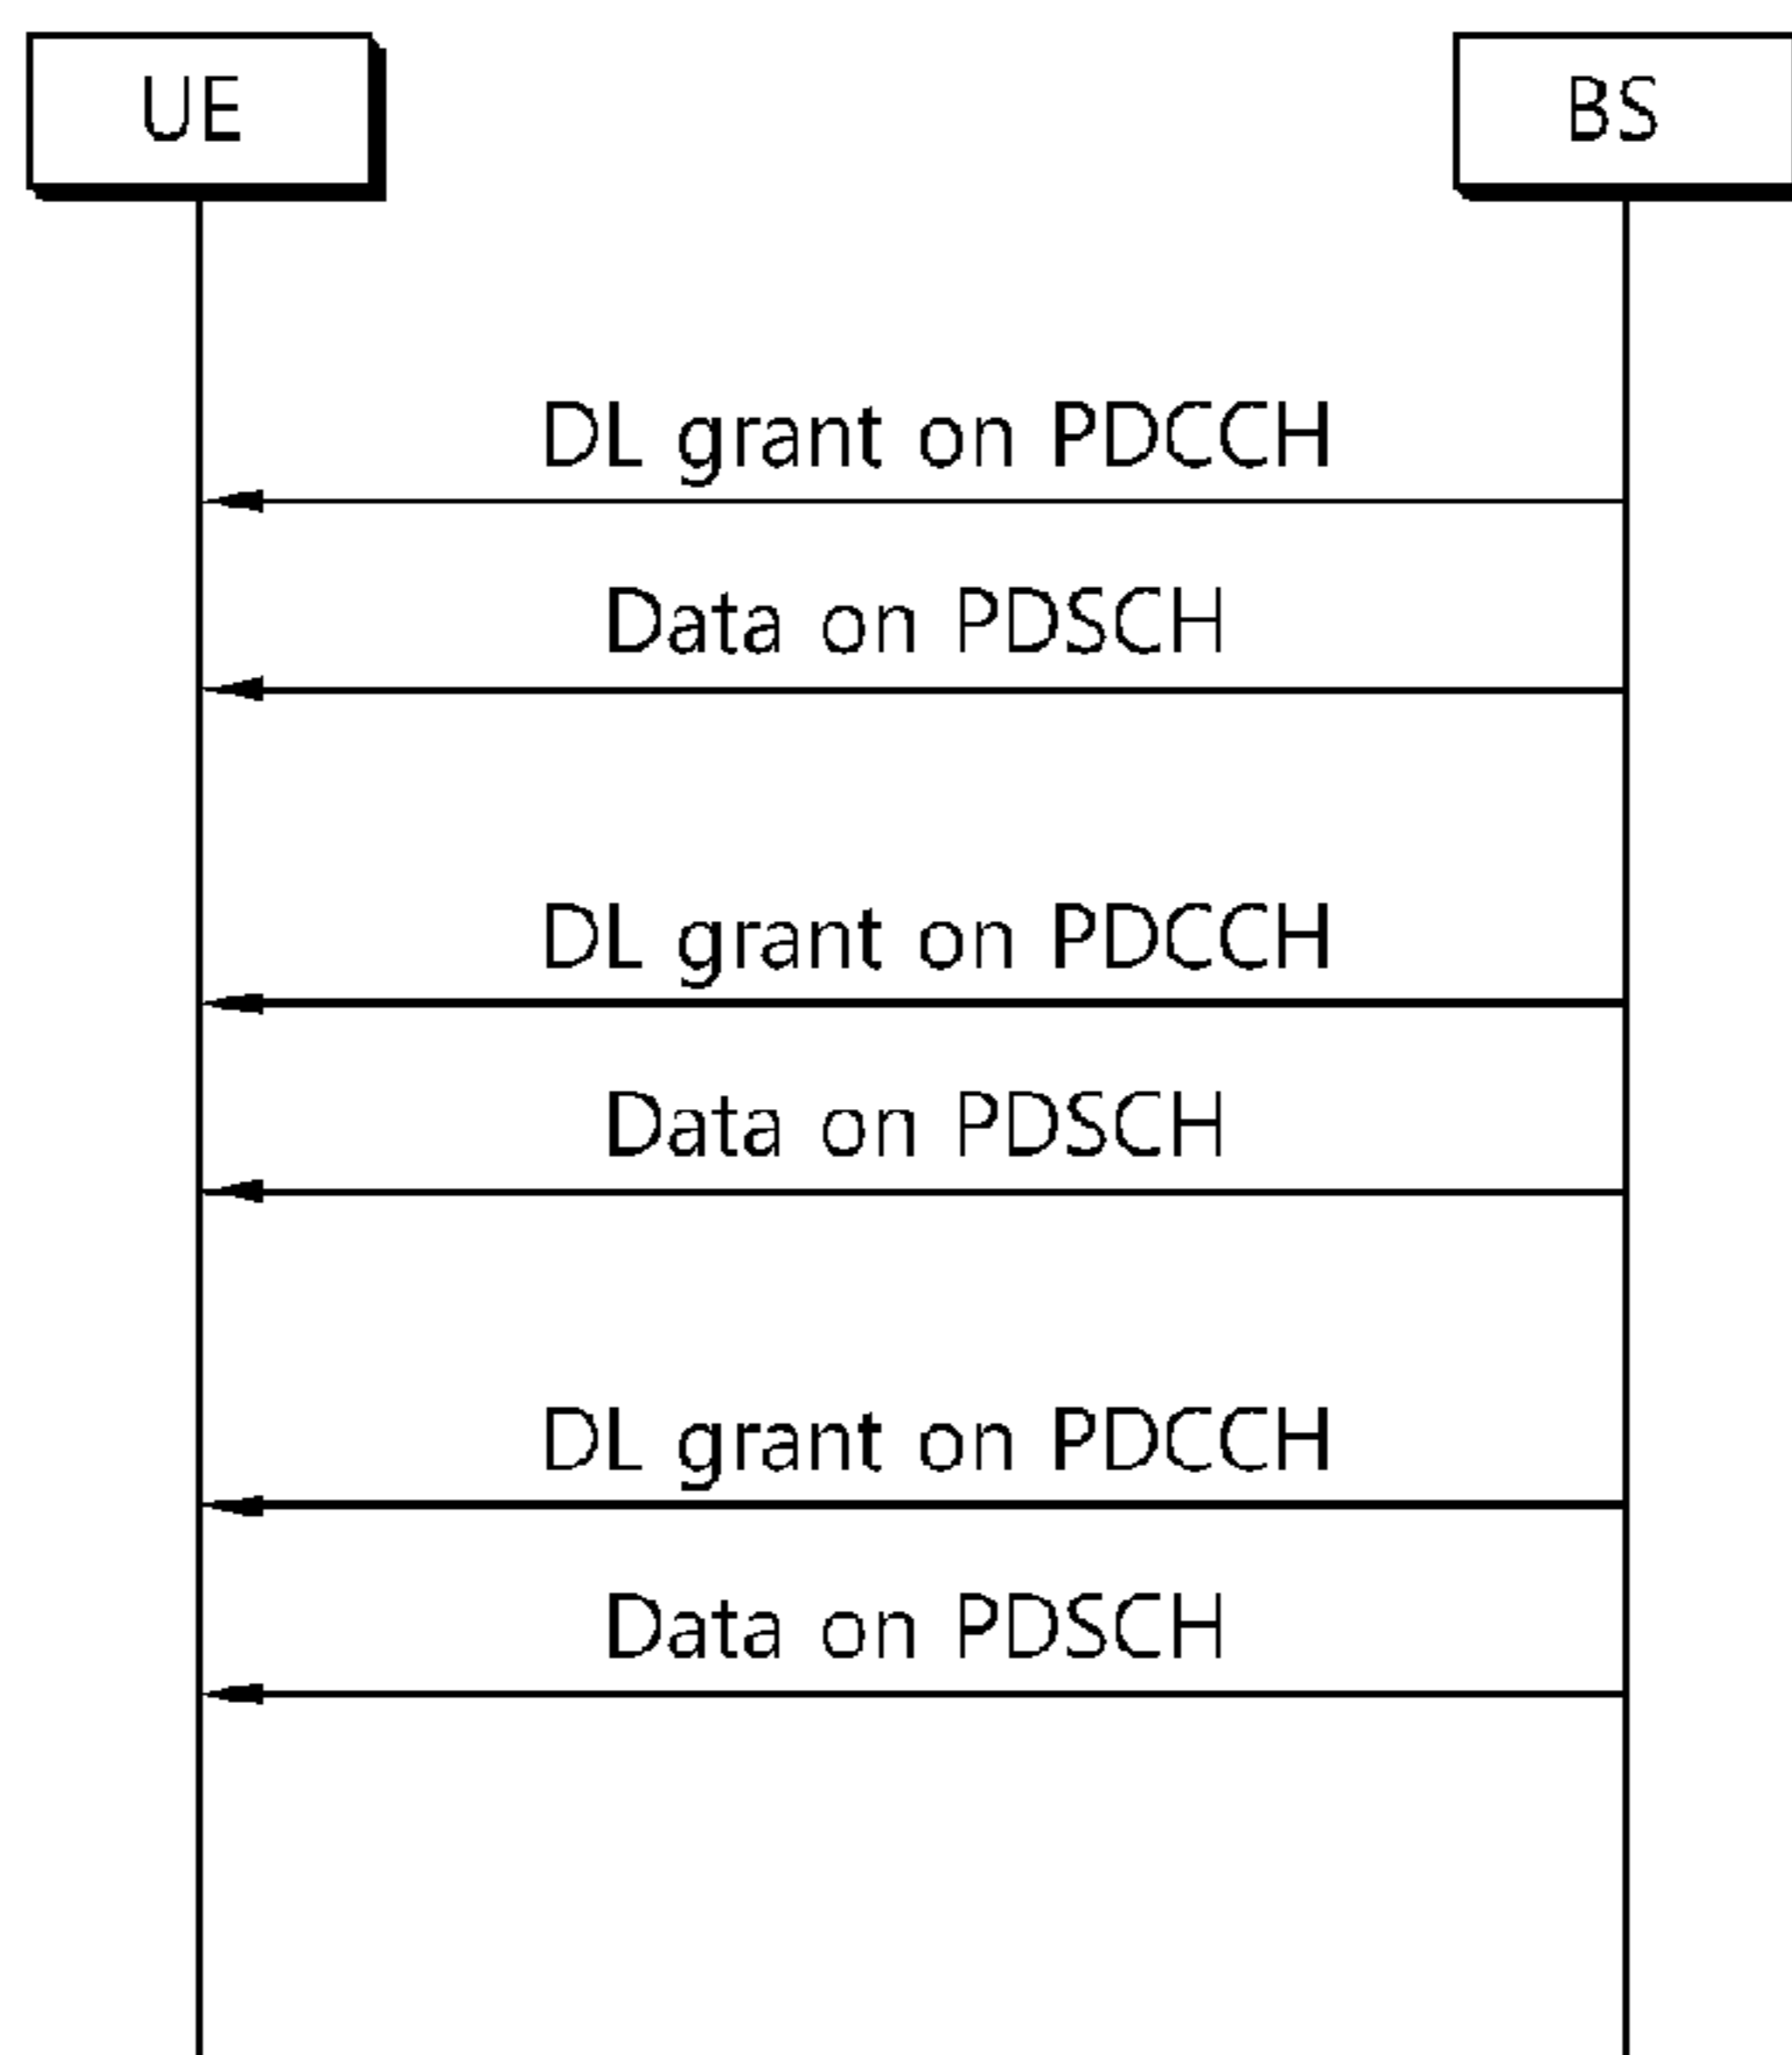 UE
BS
DL grant on PDCCH
Data on PDSCH
DL grant on PDCCH
Data on PDSCH
DL grant on PDCCH
Data on PDSCH